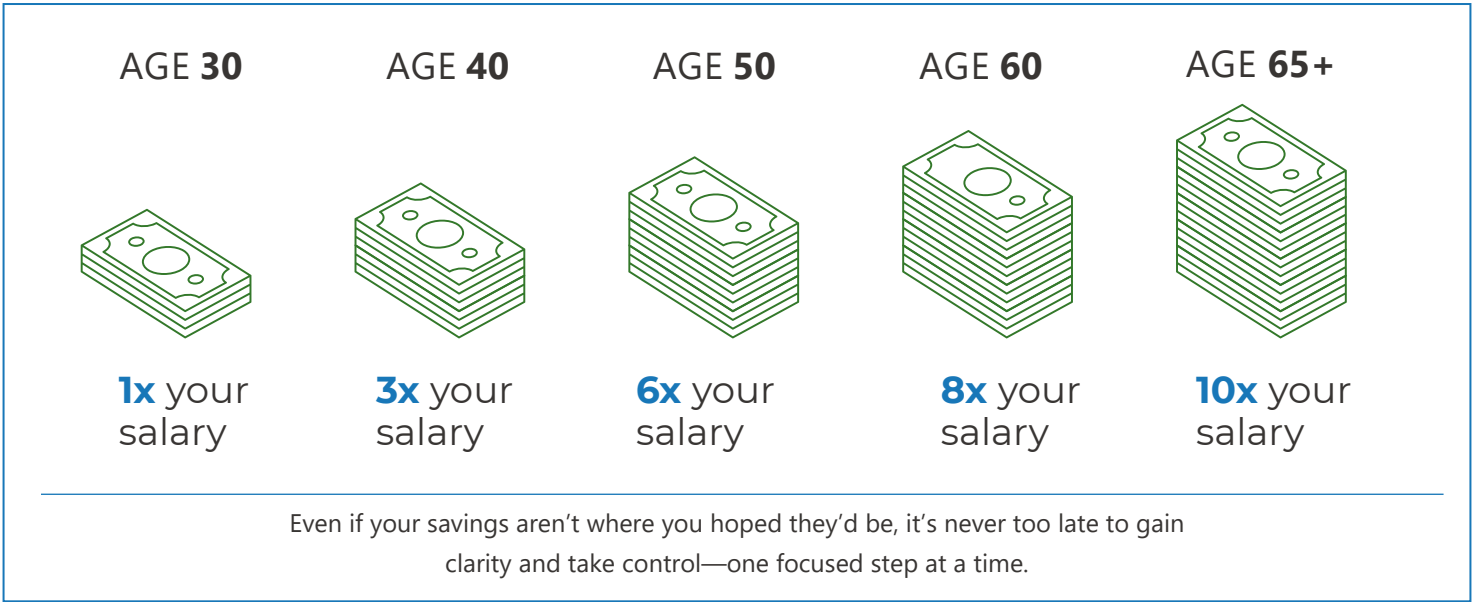 AGE 30
AGE 40
AGE 50
AGE 60
AGE 65+
1x your
salary
3x your
salary
6x your
salary
8x your
salary
10x your
salary
Even if your savings aren’t where you hoped they’d be, it’s never too late to gain
clarity and take control—one focused step at a time.